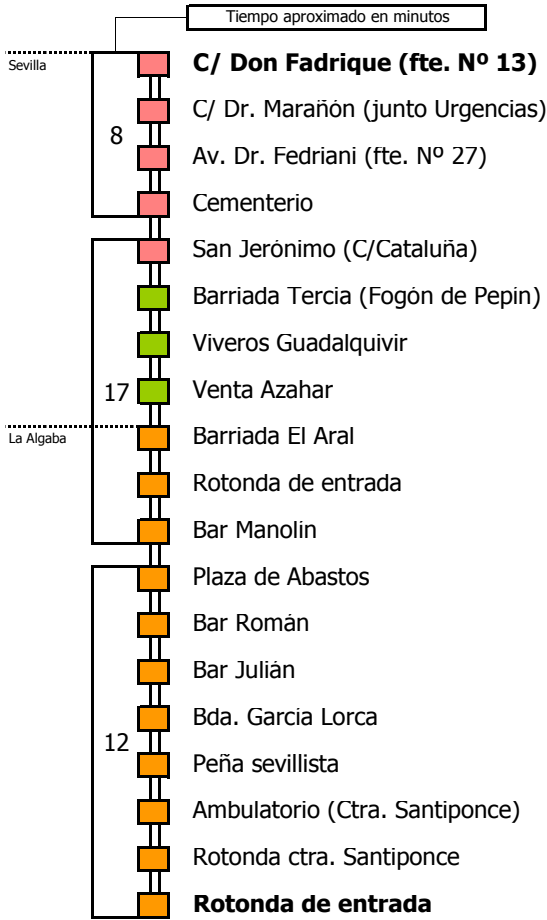 Tiempo aproximado en minutos
Sevilla
C/ Don Fadrique (fte. Nº 13)
C/ Dr. Marañón (junto Urgencias)
8
Av. Dr. Fedriani (fte. Nº 27)
Cementerio
San Jerónimo (C/Cataluña)
Barriada Tercia (Fogón de Pepín)
Viveros Guadalquivir
17
Venta Azahar
La Algaba
Barriada El Aral
Rotonda de entrada
Bar Manolín
Plaza de Abastos
Bar Román
Bar Julián
Bda. García Lorca
12
Peña sevillista
Ambulatorio (Ctra. Santiponce)
Rotonda ctra. Santiponce
Rotonda de entrada